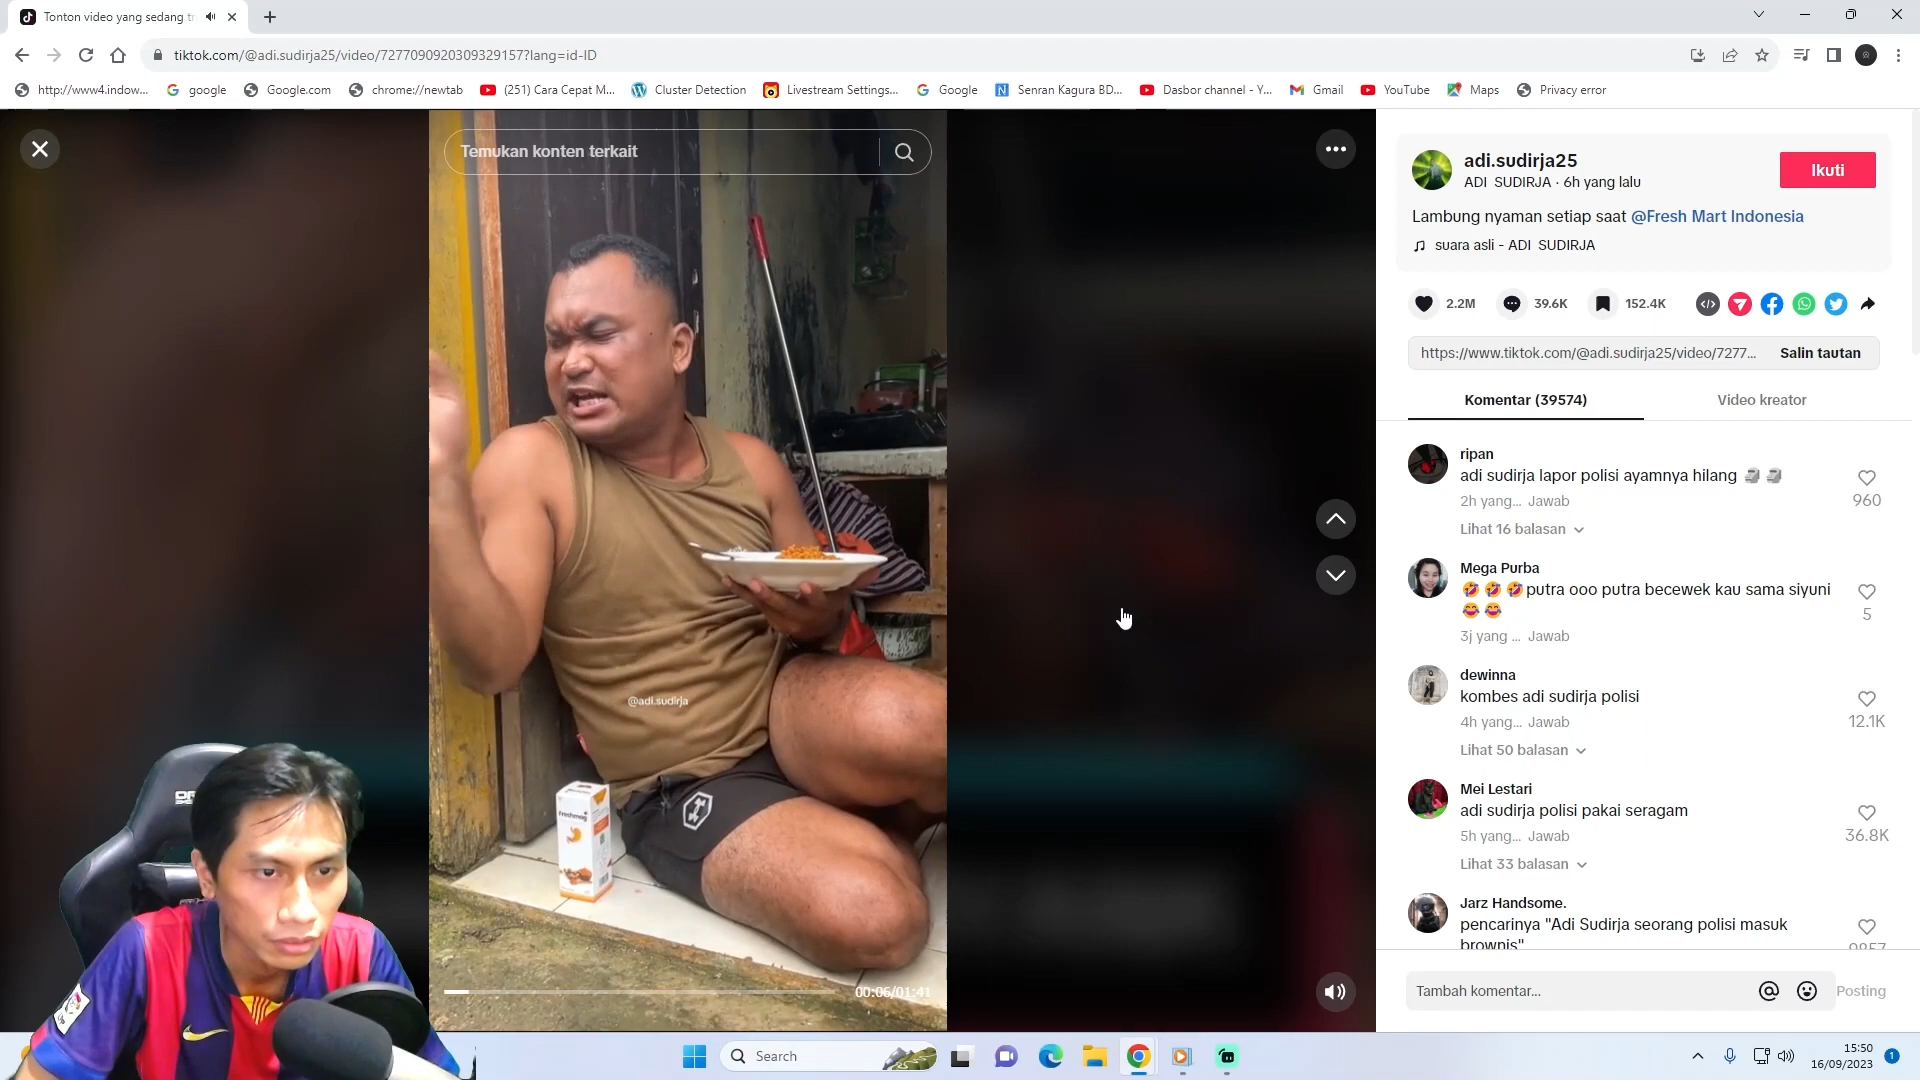 Tonton video yang sedang tr
tiktok.com/@adi.sudirja25/video/7277090920309329157?lang=id-ID
http://www4.indow...
google
Google.com
chrome://newtab
(251) Cara Cepat M...
Cluster Detection
Livestream Settings...
Google
Senran Kagura BD...
Dasbor channel - Y...
Gmail
YouTube
Maps
Privacy error
Temukan konten terkait
@adi.sudirja
freshmag
00:06/01:41
adi.sudirja25
ADI SUDIRJA · 6h yang lalu
Ikuti
Lambung nyaman setiap saat @Fresh Mart Indonesia
suara asli - ADI SUDIRJA
2.2M
39.6K
152.4K
https://www.tiktok.com/@adi.sudirja25/video/7277...
Salin tautan
Komentar (39574)
Video kreator
ripan
adi sudirja lapor polisi ayamnya hilang 🗿 🗿
2h yang... Jawab
960
Lihat 16 balasan
Mega Purba
🤣 🤣 🤣putra ooo putra becewek kau sama siyuni
😂 😂
3j yang ... Jawab
5
dewinna
kombes adi sudirja polisi
4h yang... Jawab
12.1K
Lihat 50 balasan
Mei Lestari
adi sudirja polisi pakai seragam
5h yang... Jawab
36.8K
Lihat 33 balasan
Jarz Handsome.
pencarinya "Adi Sudirja seorang polisi masuk
brownis"
9857
Tambah komentar...
Posting
Search
15:50
16/09/2023
1